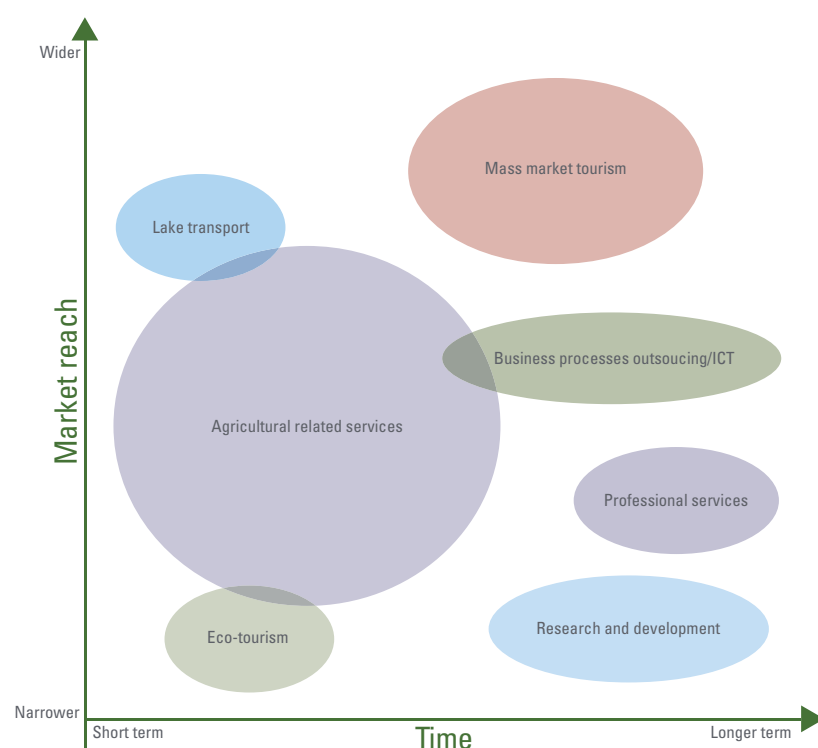 Wider
Mass market tourism
Lake transport
Market reach
Business processes outsoucing/ICT
Agricultural related services
Professional services
Research and development
Eco-tourism
Narrower
Short term
Time
Longer term